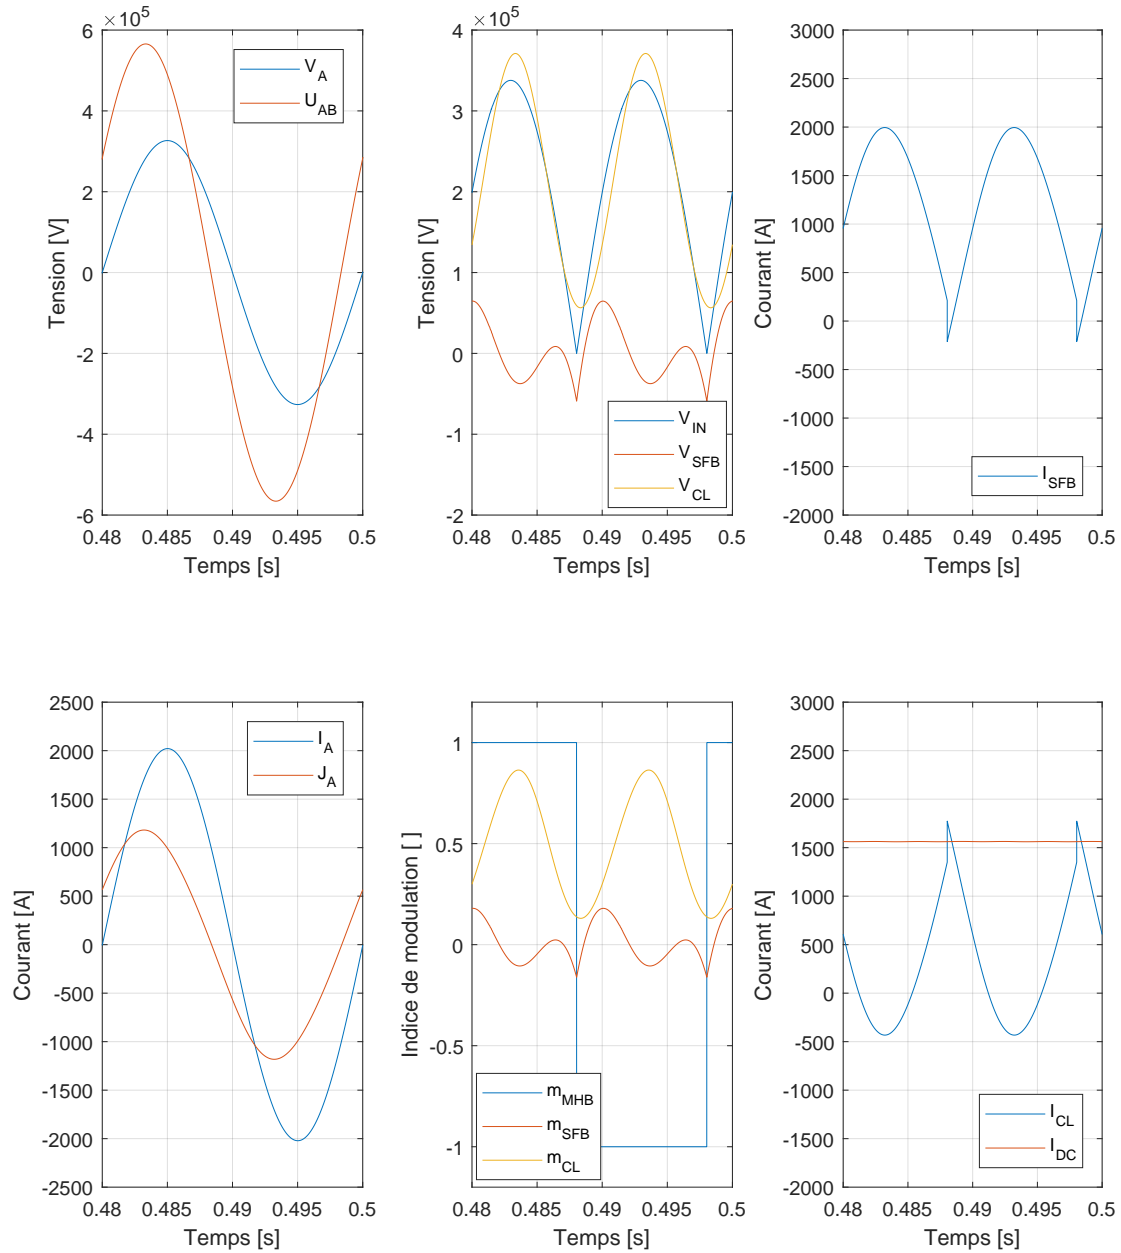 ×10⁵
6
4
2
0
-2
-4
-6
Tension [V]
0.48 0.485 0.49 0.495 0.5
Temps [s]
V_A
U_AB
×10⁵
4
3
2
1
0
-1
-2
Tension [V]
0.48 0.485 0.49 0.495 0.5
Temps [s]
V_IN
V_SFB
V_CL
3000
2500
2000
1500
1000
500
0
-500
-1000
-1500
-2000
Courant [A]
0.48 0.485 0.49 0.495 0.5
Temps [s]
I_SFB
2500
2000
1500
1000
500
0
-500
-1000
-1500
-2000
-2500
Courant [A]
0.48 0.485 0.49 0.495 0.5
Temps [s]
I_A
J_A
1
0.5
0
-0.5
-1
Indice de modulation [ ]
0.48 0.485 0.49 0.495 0.5
Temps [s]
m_MHB
m_SFB
m_CL
3000
2500
2000
1500
1000
500
0
-500
-1000
-1500
-2000
Courant [A]
0.48 0.485 0.49 0.495 0.5
Temps [s]
I_CL
I_DC